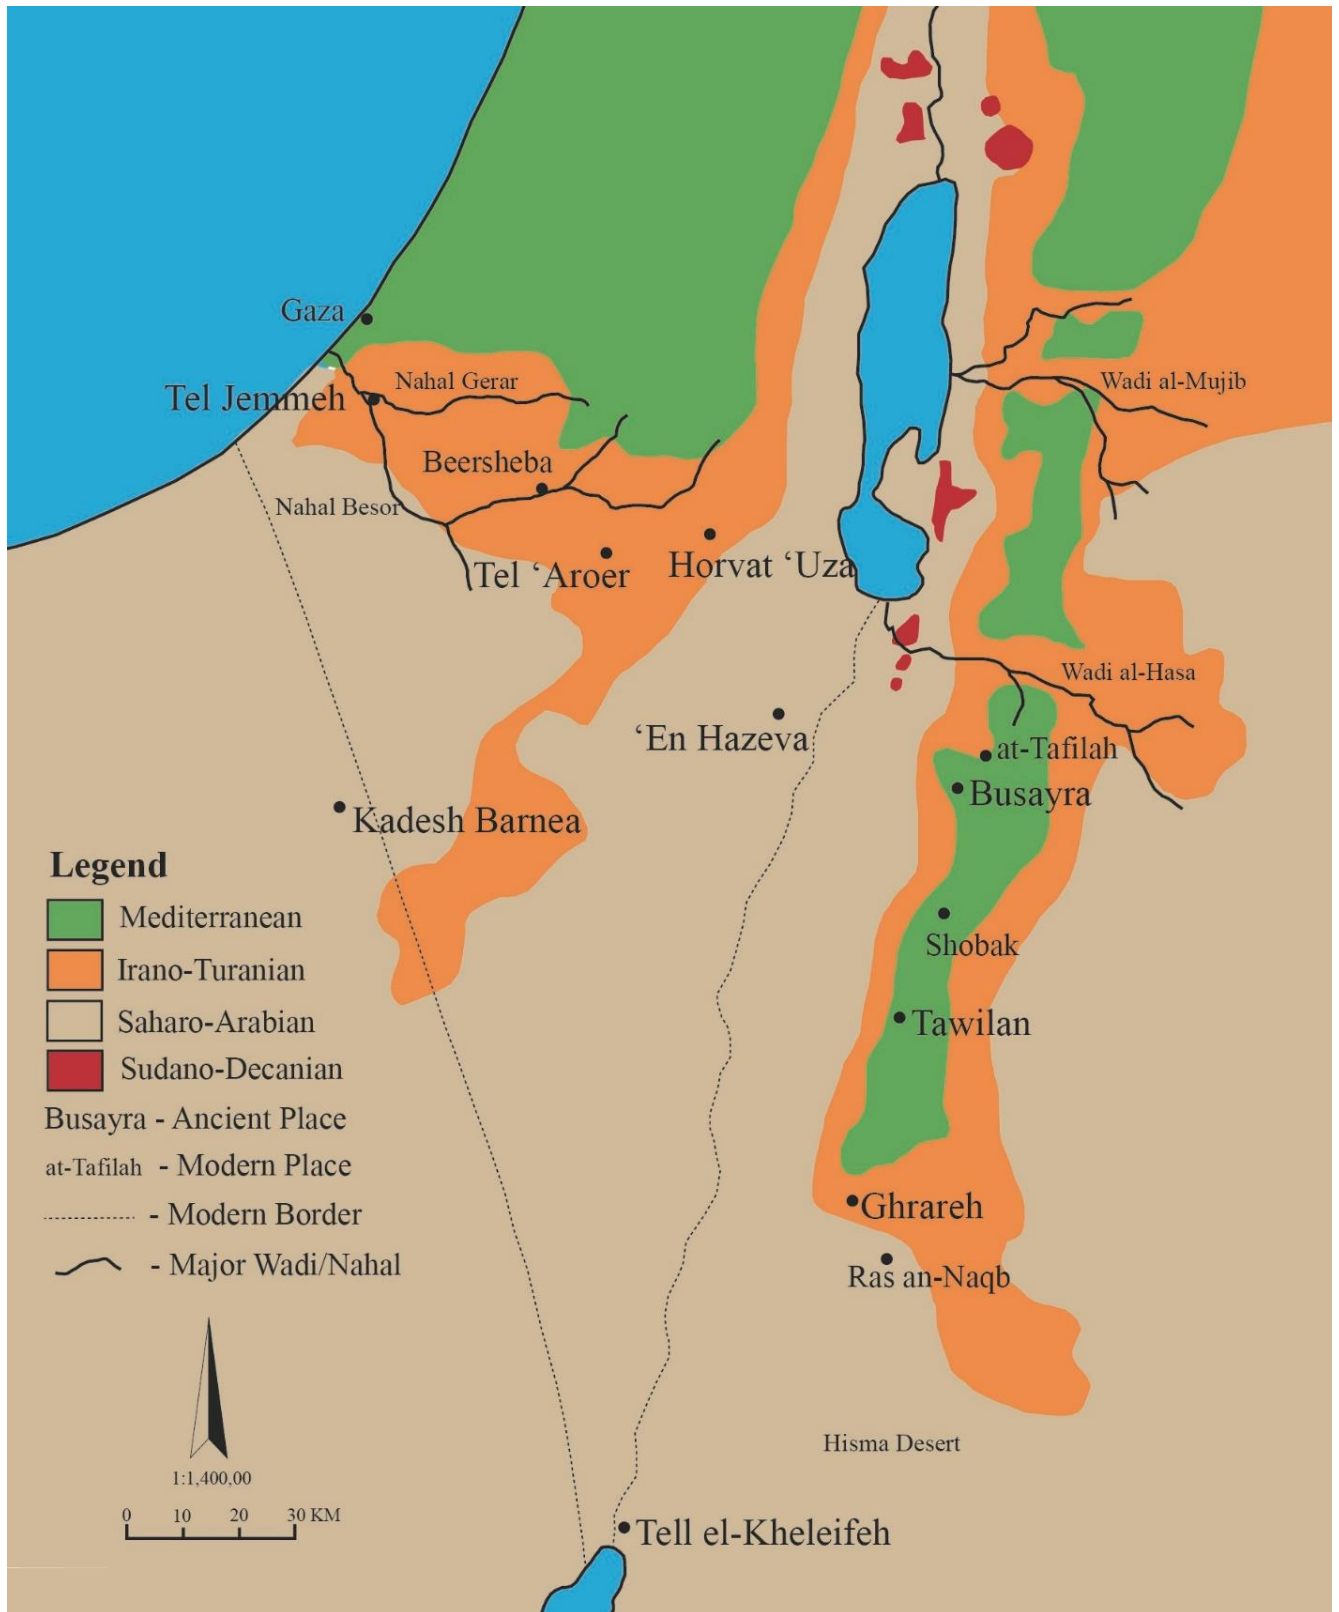 Gaza
Nahal Gerar
Wadi al-Mujib
Tel Jemmeh
Beersheba
Nahal Besor
Tel ‘Aroer
Horvat ‘Uza
Wadi al-Hasa
‘En Hazeva
at-Tafilah
Busayra
Kadesh Barnea
Shobak
Tawilan
Ghrareh
Ras an-Naqb
Hisma Desert
Tell el-Kheleifeh
Legend
Mediterranean
Irano-Turanian
Saharo-Arabian
Sudano-Decanian
Busayra - Ancient Place
at-Tafilah - Modern Place
- Modern Border
- Major Wadi/Nahal
1:1,400,00
0 10 20 30 KM